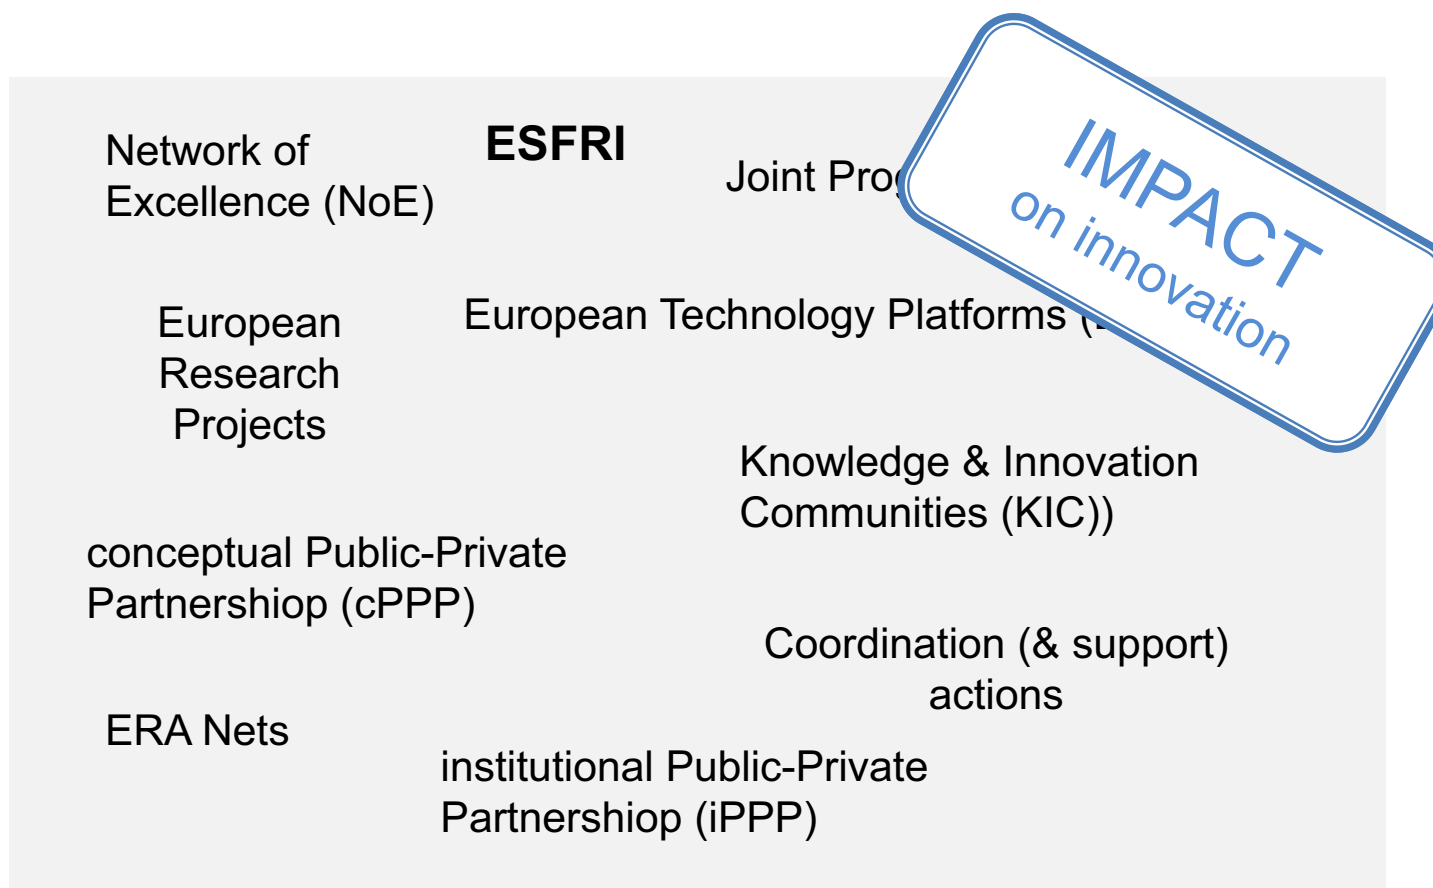 Network of
Excellence (NoE)
ESFRI
Joint
IMPACT
on innovation
European
Research
Projects
European Technology Platforms
Knowledge & Innovation
Communities (KIC))
conceptual Public-Private
Partnershiop (cPPP)
Coordination (& support)
actions
ERA Nets
institutional Public-Private
Partnershiop (iPPP)